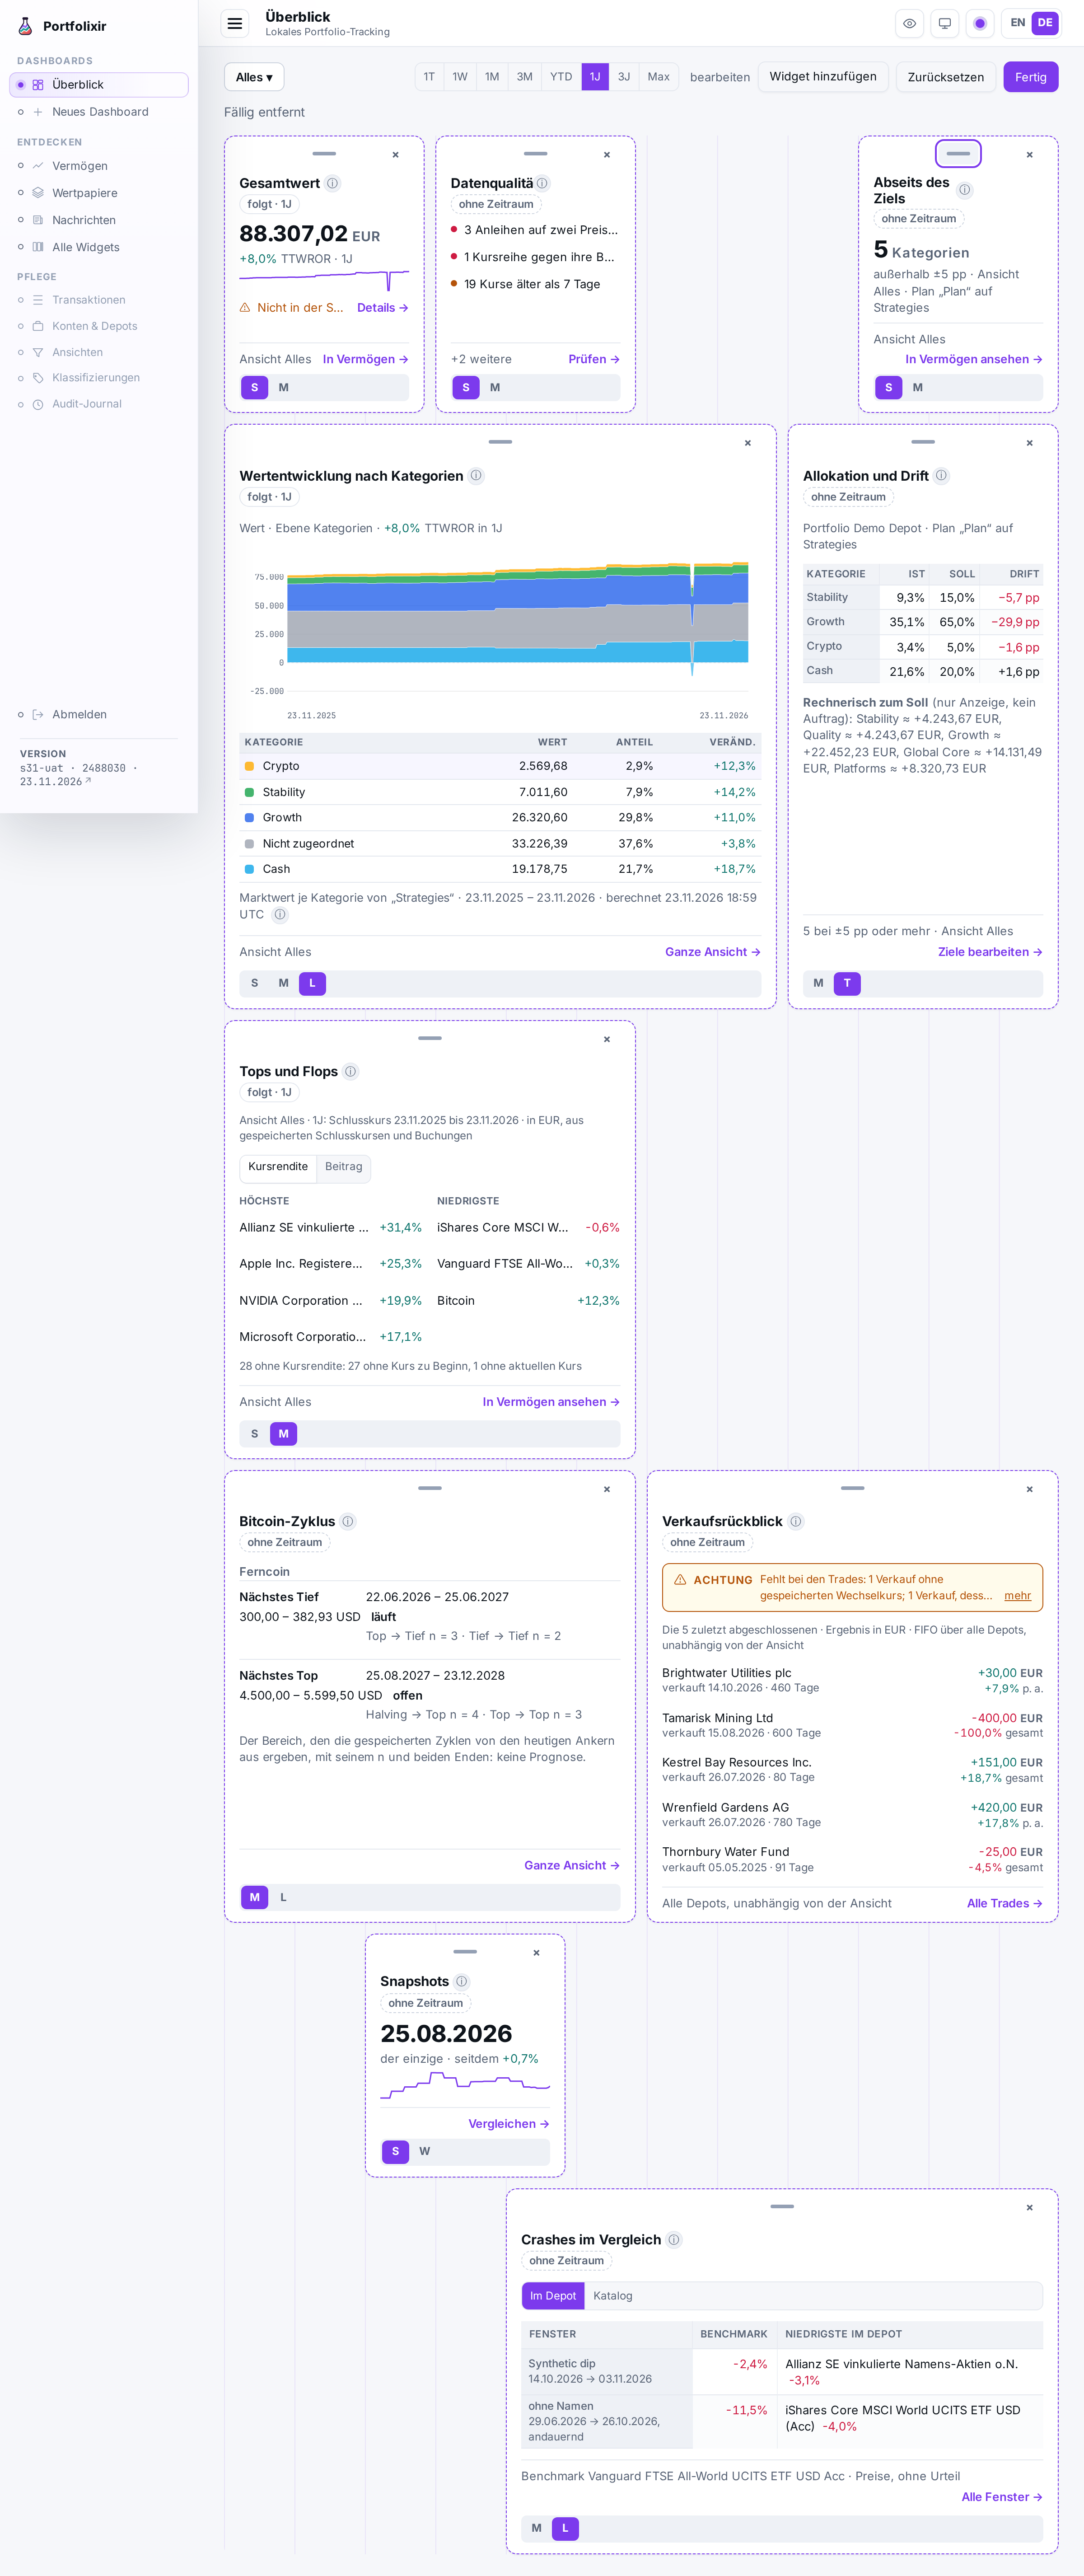 Portfolixir
DASHBOARDS
Überblick
Neues Dashboard
ENTDECKEN
Vermögen
Wertpapiere
Nachrichten
Alle Widgets
PFLEGE
Transaktionen
Konten & Depots
Ansichten
Klassifizierungen
Audit-Journal
Abmelden
VERSION
s31-uat · 2488030 ·
23.11.2026↗
Überblick
Lokales Portfolio-Tracking
EN DE
Alles ▾
1T 1W 1M 3M YTD 1J 3J Max
bearbeiten
Widget hinzufügen
Zurücksetzen
Fertig
Fällig entfernt
×
Gesamtwert ⓘ
folgt · 1J
88.307,02 EUR
+8,0% TTWROR · 1J
Nicht in der S… Details →
Ansicht Alles In Vermögen →
S M
×
Datenqualitä ⓘ
ohne Zeitraum
3 Anleihen auf zwei Preis…
1 Kursreihe gegen ihre B…
19 Kurse älter als 7 Tage
+2 weitere Prüfen →
S M
×
Abseits des
Ziels ⓘ
ohne Zeitraum
5 Kategorien
außerhalb ±5 pp · Ansicht
Alles · Plan „Plan“ auf
Strategies
Ansicht Alles
In Vermögen ansehen →
S M
×
Wertentwicklung nach Kategorien ⓘ
folgt · 1J
Wert · Ebene Kategorien · +8,0% TTWROR in 1J
75.000
50.000
25.000
0
-25.000
23.11.2025 23.11.2026
KATEGORIE WERT ANTEIL VERÄND.
Crypto 2.569,68 2,9% +12,3%
Stability 7.011,60 7,9% +14,2%
Growth 26.320,60 29,8% +11,0%
Nicht zugeordnet 33.226,39 37,6% +3,8%
Cash 19.178,75 21,7% +18,7%
Marktwert je Kategorie von „Strategies“ · 23.11.2025 – 23.11.2026 · berechnet 23.11.2026 18:59
UTC ⓘ
Ansicht Alles Ganze Ansicht →
S M L
×
Allokation und Drift ⓘ
ohne Zeitraum
Portfolio Demo Depot · Plan „Plan“ auf
Strategies
KATEGORIE IST SOLL DRIFT
Stability 9,3% 15,0% −5,7 pp
Growth 35,1% 65,0% −29,9 pp
Crypto 3,4% 5,0% −1,6 pp
Cash 21,6% 20,0% +1,6 pp
Rechnerisch zum Soll (nur Anzeige, kein
Auftrag): Stability ≈ +4.243,67 EUR,
Quality ≈ +4.243,67 EUR, Growth ≈
+22.452,23 EUR, Global Core ≈ +14.131,49
EUR, Platforms ≈ +8.320,73 EUR
5 bei ±5 pp oder mehr · Ansicht Alles
Ziele bearbeiten →
M T
×
Tops und Flops ⓘ
folgt · 1J
Ansicht Alles · 1J: Schlusskurs 23.11.2025 bis 23.11.2026 · in EUR, aus
gespeicherten Schlusskursen und Buchungen
Kursrendite Beitrag
HÖCHSTE NIEDRIGSTE
Allianz SE vinkulierte … +31,4% iShares Core MSCI W… -0,6%
Apple Inc. Registere… +25,3% Vanguard FTSE All-Wo… +0,3%
NVIDIA Corporation … +19,9% Bitcoin +12,3%
Microsoft Corporatio… +17,1%
28 ohne Kursrendite: 27 ohne Kurs zu Beginn, 1 ohne aktuellen Kurs
Ansicht Alles In Vermögen ansehen →
S M
×
Bitcoin-Zyklus ⓘ
ohne Zeitraum
Ferncoin
Nächstes Tief 22.06.2026 – 25.06.2027
300,00 – 382,93 USD läuft
Top → Tief n = 3 · Tief → Tief n = 2
Nächstes Top 25.08.2027 – 23.12.2028
4.500,00 – 5.599,50 USD offen
Halving → Top n = 4 · Top → Top n = 3
Der Bereich, den die gespeicherten Zyklen von den heutigen Ankern
aus ergeben, mit seinem n und beiden Enden: keine Prognose.
Ganze Ansicht →
M L
×
Verkaufsrückblick ⓘ
ohne Zeitraum
ACHTUNG Fehlt bei den Trades: 1 Verkauf ohne
gespeicherten Wechselkurs; 1 Verkauf, dess… mehr
Die 5 zuletzt abgeschlossenen · Ergebnis in EUR · FIFO über alle Depots,
unabhängig von der Ansicht
Brightwater Utilities plc +30,00 EUR
verkauft 14.10.2026 · 460 Tage +7,9% p. a.
Tamarisk Mining Ltd -400,00 EUR
verkauft 15.08.2026 · 600 Tage -100,0% gesamt
Kestrel Bay Resources Inc. +151,00 EUR
verkauft 26.07.2026 · 80 Tage +18,7% gesamt
Wrenfield Gardens AG +420,00 EUR
verkauft 26.07.2026 · 780 Tage +17,8% p. a.
Thornbury Water Fund -25,00 EUR
verkauft 05.05.2025 · 91 Tage -4,5% gesamt
Alle Depots, unabhängig von der Ansicht Alle Trades →
×
Snapshots ⓘ
ohne Zeitraum
25.08.2026
der einzige · seitdem +0,7%
Vergleichen →
S W
×
Crashes im Vergleich ⓘ
ohne Zeitraum
Im Depot Katalog
FENSTER BENCHMARK NIEDRIGSTE IM DEPOT
Synthetic dip
14.10.2026 → 03.11.2026
-2,4%
Allianz SE vinkulierte Namens-Aktien o.N.
-3,1%
ohne Namen
29.06.2026 → 26.10.2026,
andauernd
-11,5%
iShares Core MSCI World UCITS ETF USD
(Acc) -4,0%
Benchmark Vanguard FTSE All-World UCITS ETF USD Acc · Preise, ohne Urteil
Alle Fenster →
M L